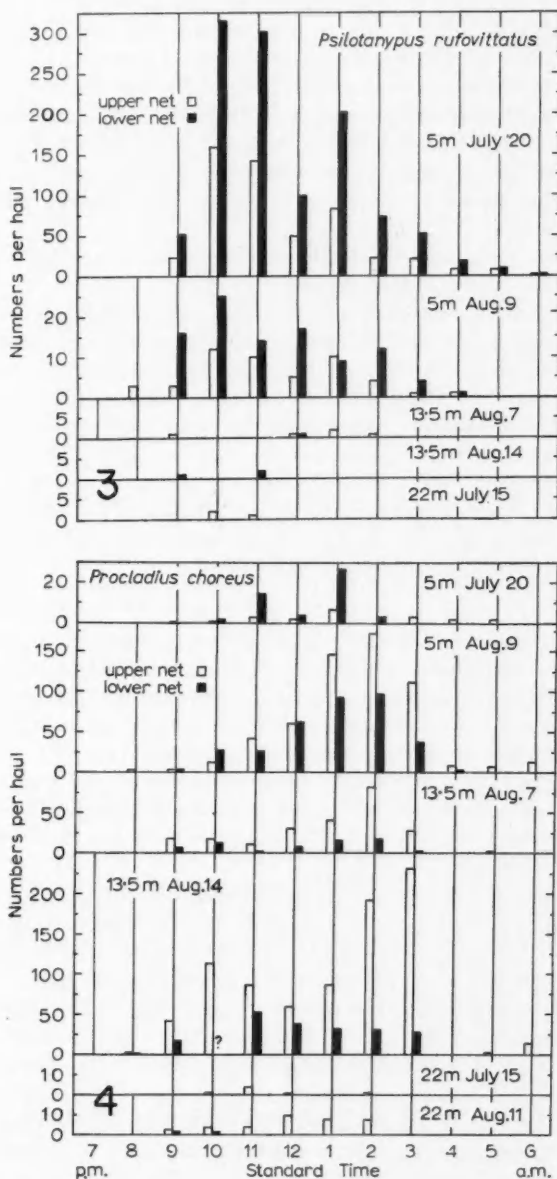 300
Psilotanypus rufovittatus
250
upper net □
lower net ■
200
5m July 20
150
100
50
0
Numbers per haul
5m Aug. 9
20
10
0
13·5m Aug. 7
5
0
13·5m Aug. 14
5
0
22m July 15
5
0
3
Procladius choreus
5m July 20
20
0
5m Aug. 9
150
upper net □
lower net ■
100
50
0
13·5m Aug. 7
50
0
Numbers per haul
13·5m Aug. 14
200
150
100
50
?
0
22m July 15
10
0
22m Aug. 11
10
0
4
7 8 9 10 11 12 1 2 3 4 5 6
p.m. Standard Time a.m.